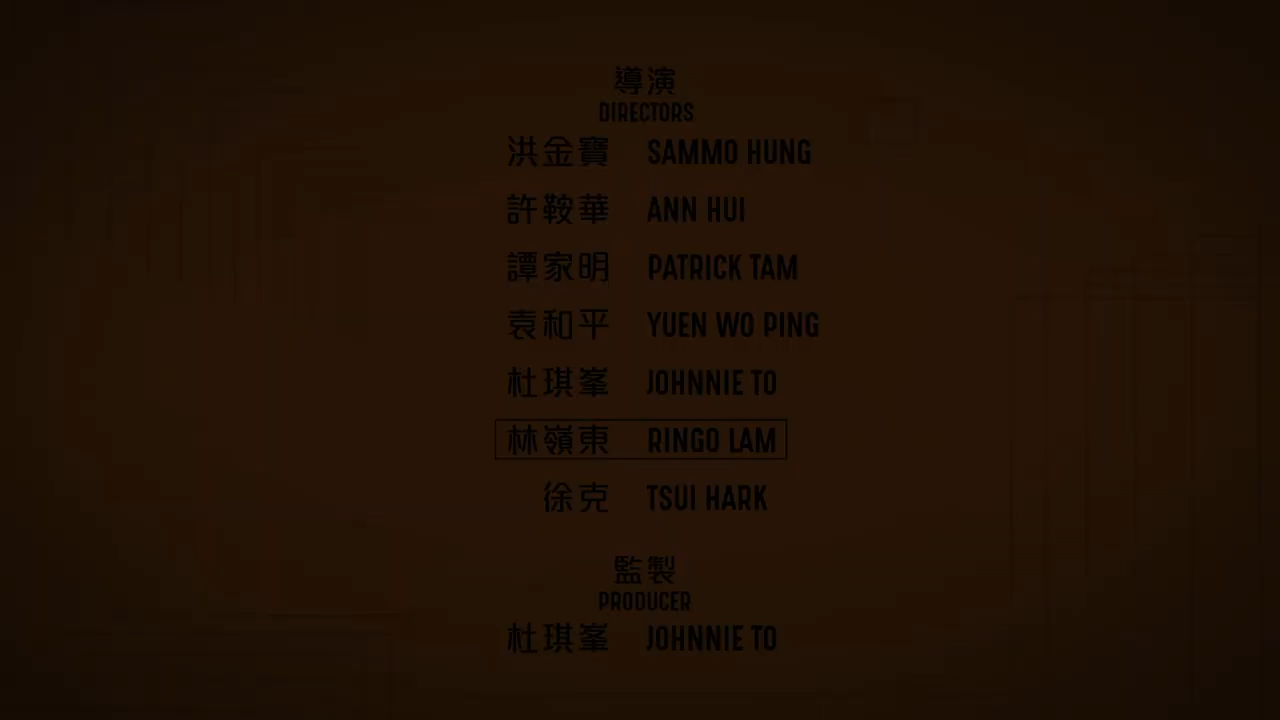 導演
DIRECTORS
洪金寶 SAMMO HUNG
許鞍華 ANN HUI
譚家明 PATRICK TAM
袁和平 YUEN WO PING
杜琪峯 JOHNNIE TO
林嶺東 RINGO LAM
徐克 TSUI HARK
監製
PRODUCER
杜琪峯 JOHNNIE TO